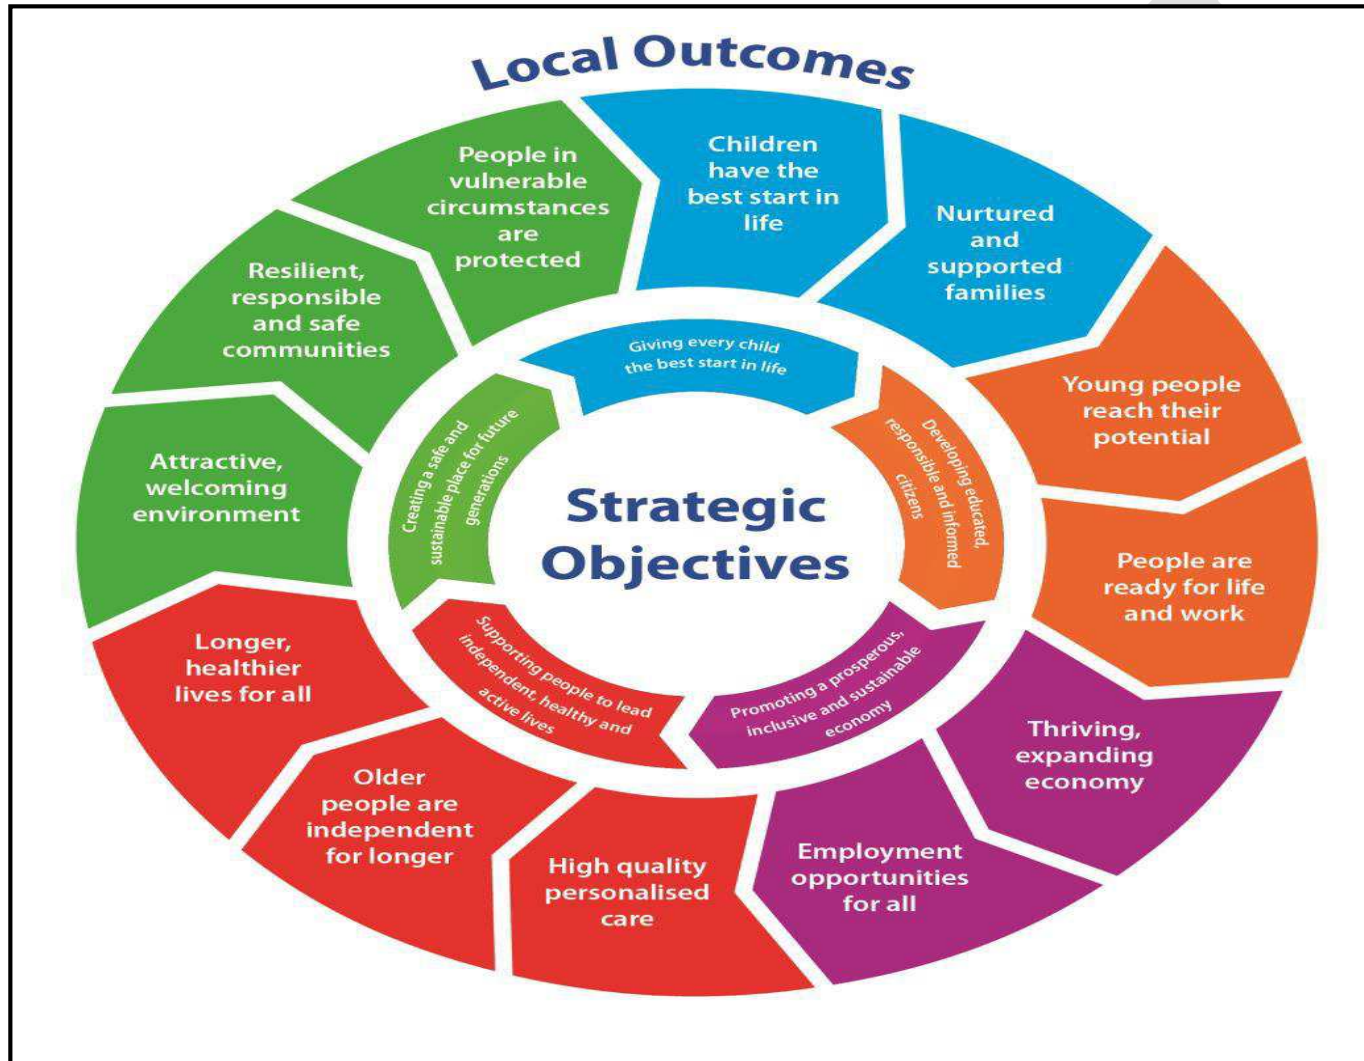 Local Outcomes
Children
have the
best start in
life
Nurtured
and
supported
families
Young people
reach their
potential
People are
ready for life
and work
Thriving,
expanding
economy
Employment
opportunities
for all
High quality
personalised
care
Older
people are
independent
for longer
Longer,
healthier
lives for all
Attractive,
welcoming
environment
Resilient,
responsible
and safe
communities
People in
vulnerable
circumstances
are
protected
Giving every child
the best start in life
Developing educated,
responsible and informed
citizens
Promoting a prosperous,
inclusive and sustainable
economy
Supporting people to lead
independent, healthy and
active lives
Creating a safe and
sustainable place for future
generations
Strategic
Objectives